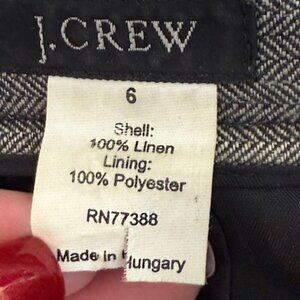 J.CREW
6
Shell:
100% Linen
Lining:
100% Polyester
RN77388
Made in Hungary